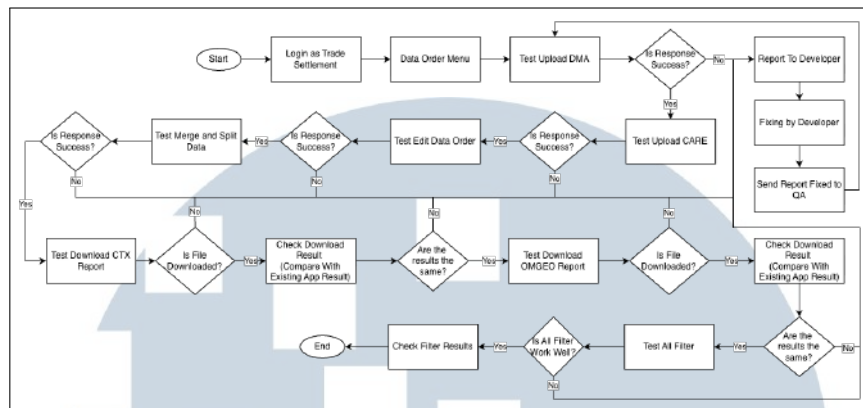 Start
Login as Trade
Settlement
Data Order Menu
Test Upload DMA
Is Response
Success?
No
Report To Developer
Yes
Fixing by Developer
Send Report Fixed to
QA
Test Upload CARE
Is Response
Success?
Yes
No
Test Edit Data Order
Is Response
Success?
Yes
No
Test Merge and Split
Data
Is Response
Success?
No
Yes
Test Download CTX
Report
Is File
Downloaded?
No
Yes
Check Download
Result
(Compare With
Existing App Result)
Are the
results the
same?
No
Yes
Test Download
OMGEO Report
Is File
Downloaded?
No
Yes
Check Download
Result
(Compare With
Existing App Result)
Are the
results the
same?
No
Yes
Test All Filter
Is All Filter
Work Well?
No
Yes
Check Filter Results
End